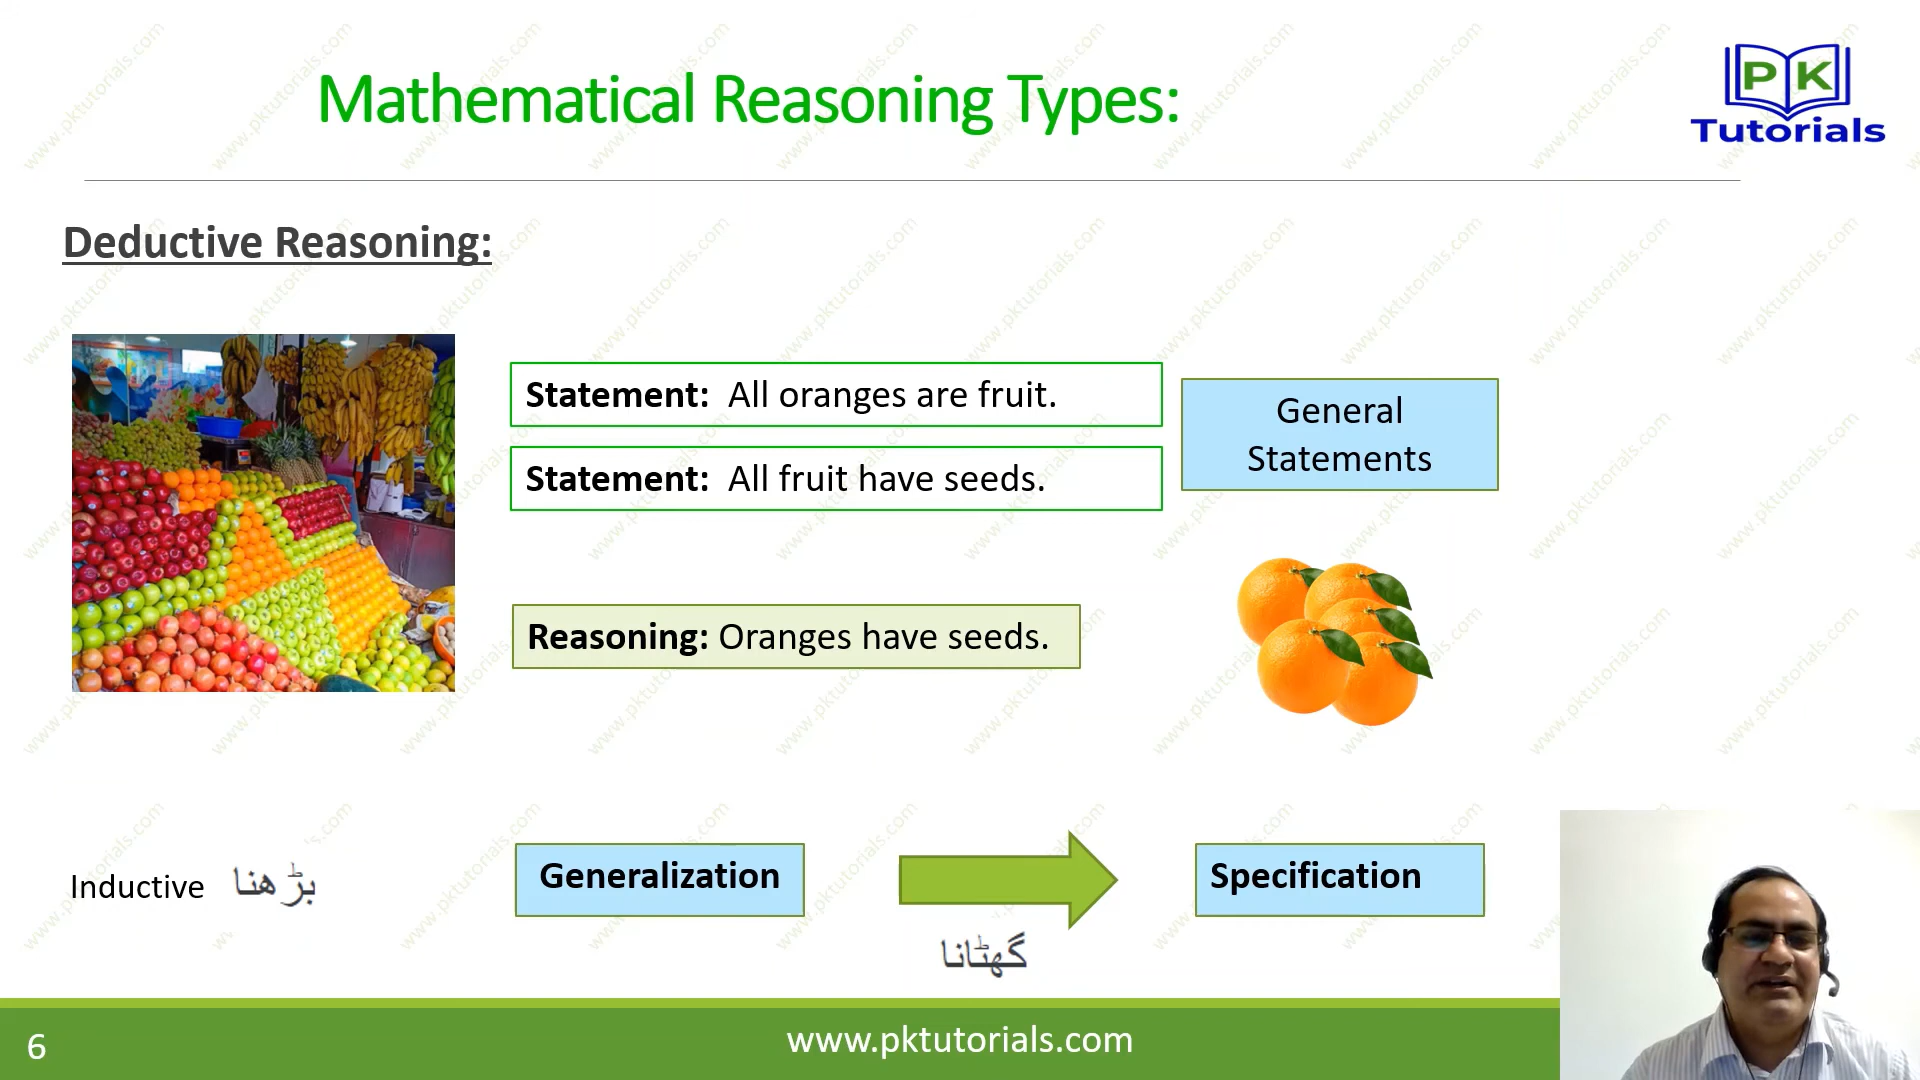 Mathematical Reasoning Types:
PK
Tutorials
Deductive Reasoning:
Statement: All oranges are fruit.
Statement: All fruit have seeds.
General
Statements
Reasoning: Oranges have seeds.
Inductive بڑھنا
Generalization
Specification
گھٹانا
6
www.pktutorials.com